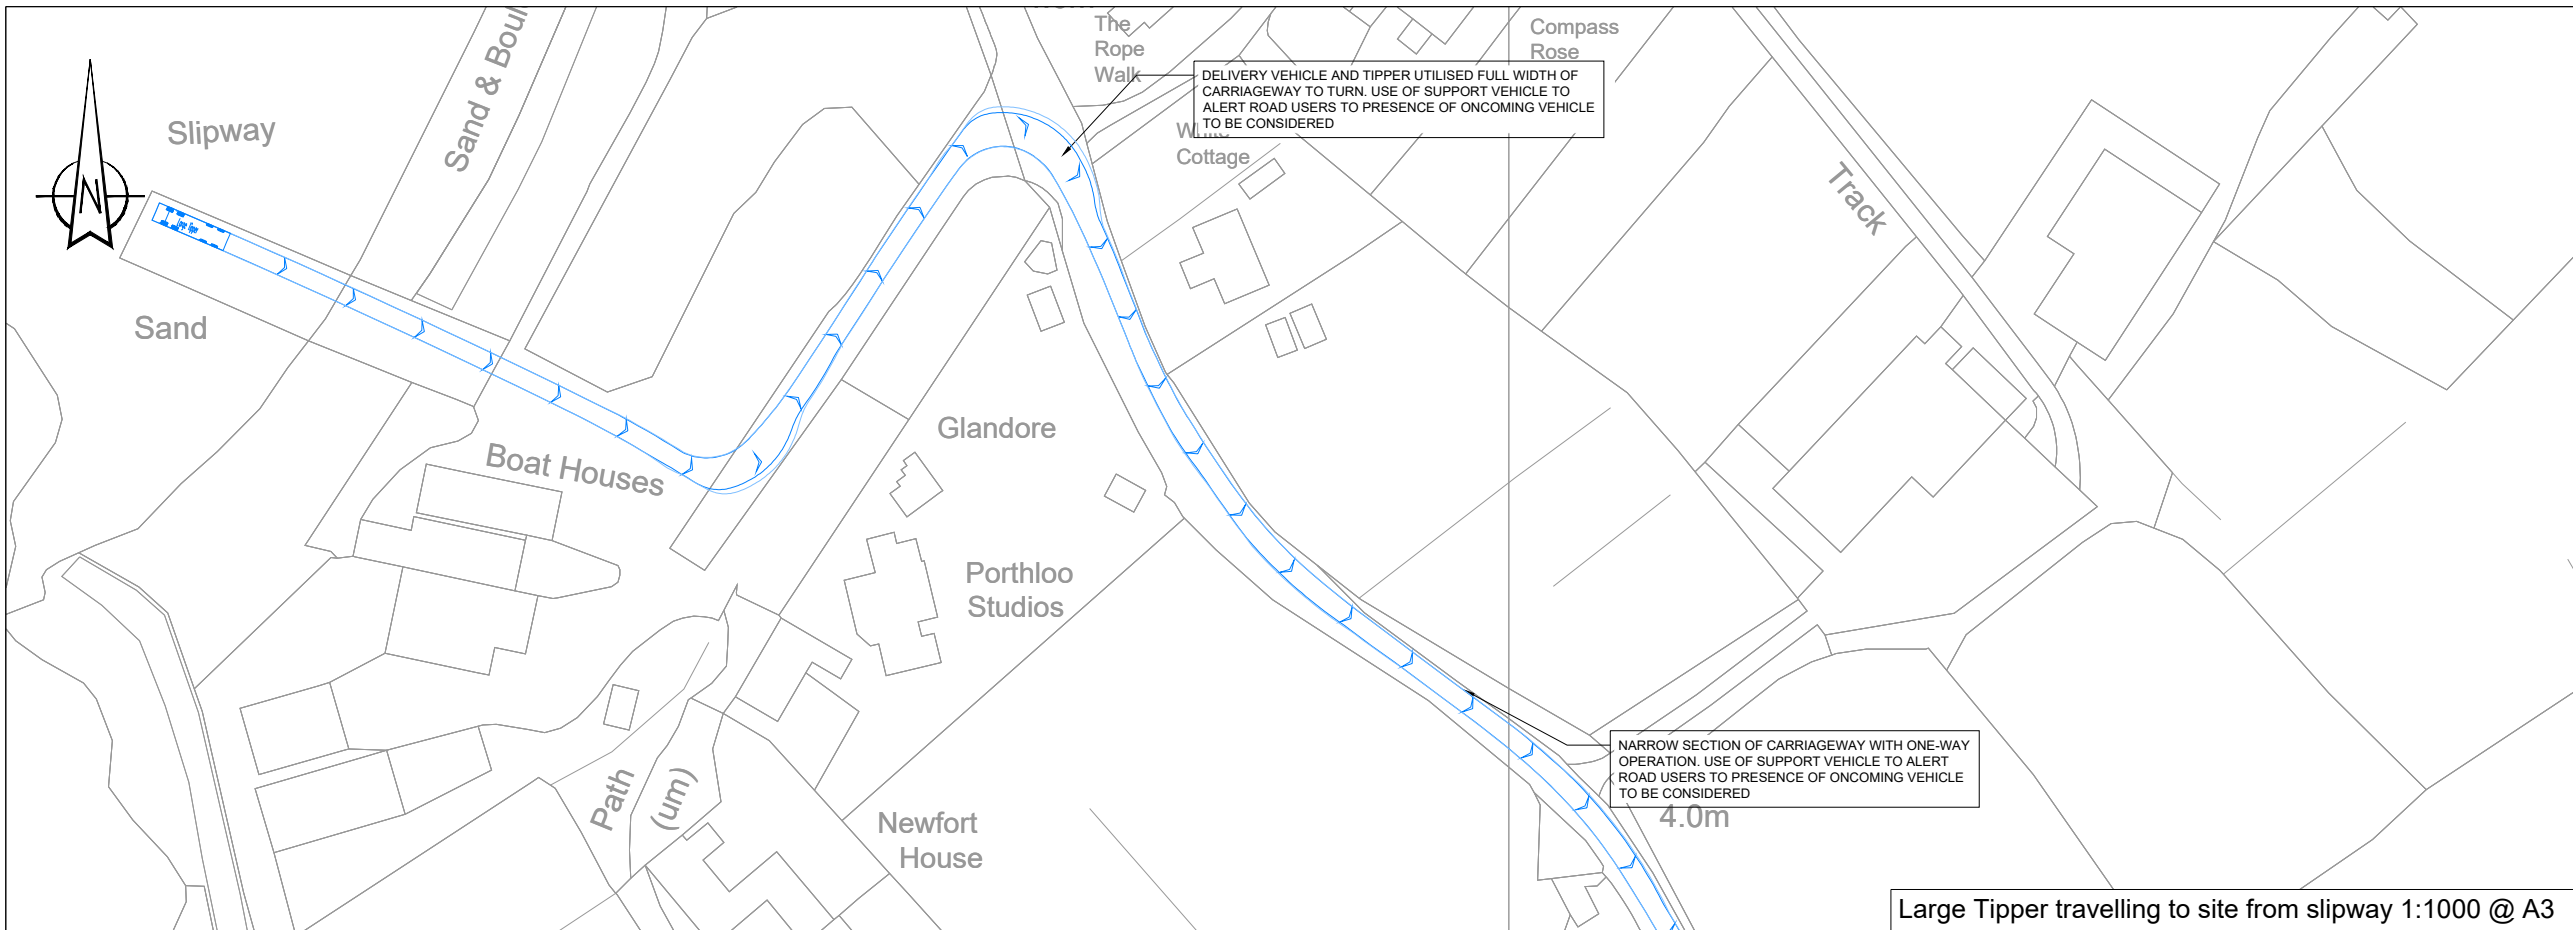 The
Rope
Walk
Compass
Rose
DELIVERY VEHICLE AND TIPPER UTILISED FULL WIDTH OF
CARRIAGEWAY TO TURN. USE OF SUPPORT VEHICLE TO
ALERT ROAD USERS TO PRESENCE OF ONCOMING VEHICLE
TO BE CONSIDERED
White
Cottage
Slipway
Sand & Boul
N
Track
Sand
Boat Houses
Glandore
Porthloo
Studios
Path
(um)
Newfort
House
NARROW SECTION OF CARRIAGEWAY WITH ONE-WAY
OPERATION. USE OF SUPPORT VEHICLE TO ALERT
ROAD USERS TO PRESENCE OF ONCOMING VEHICLE
TO BE CONSIDERED
4.0m
Large Tipper travelling to site from slipway 1:1000 @ A3